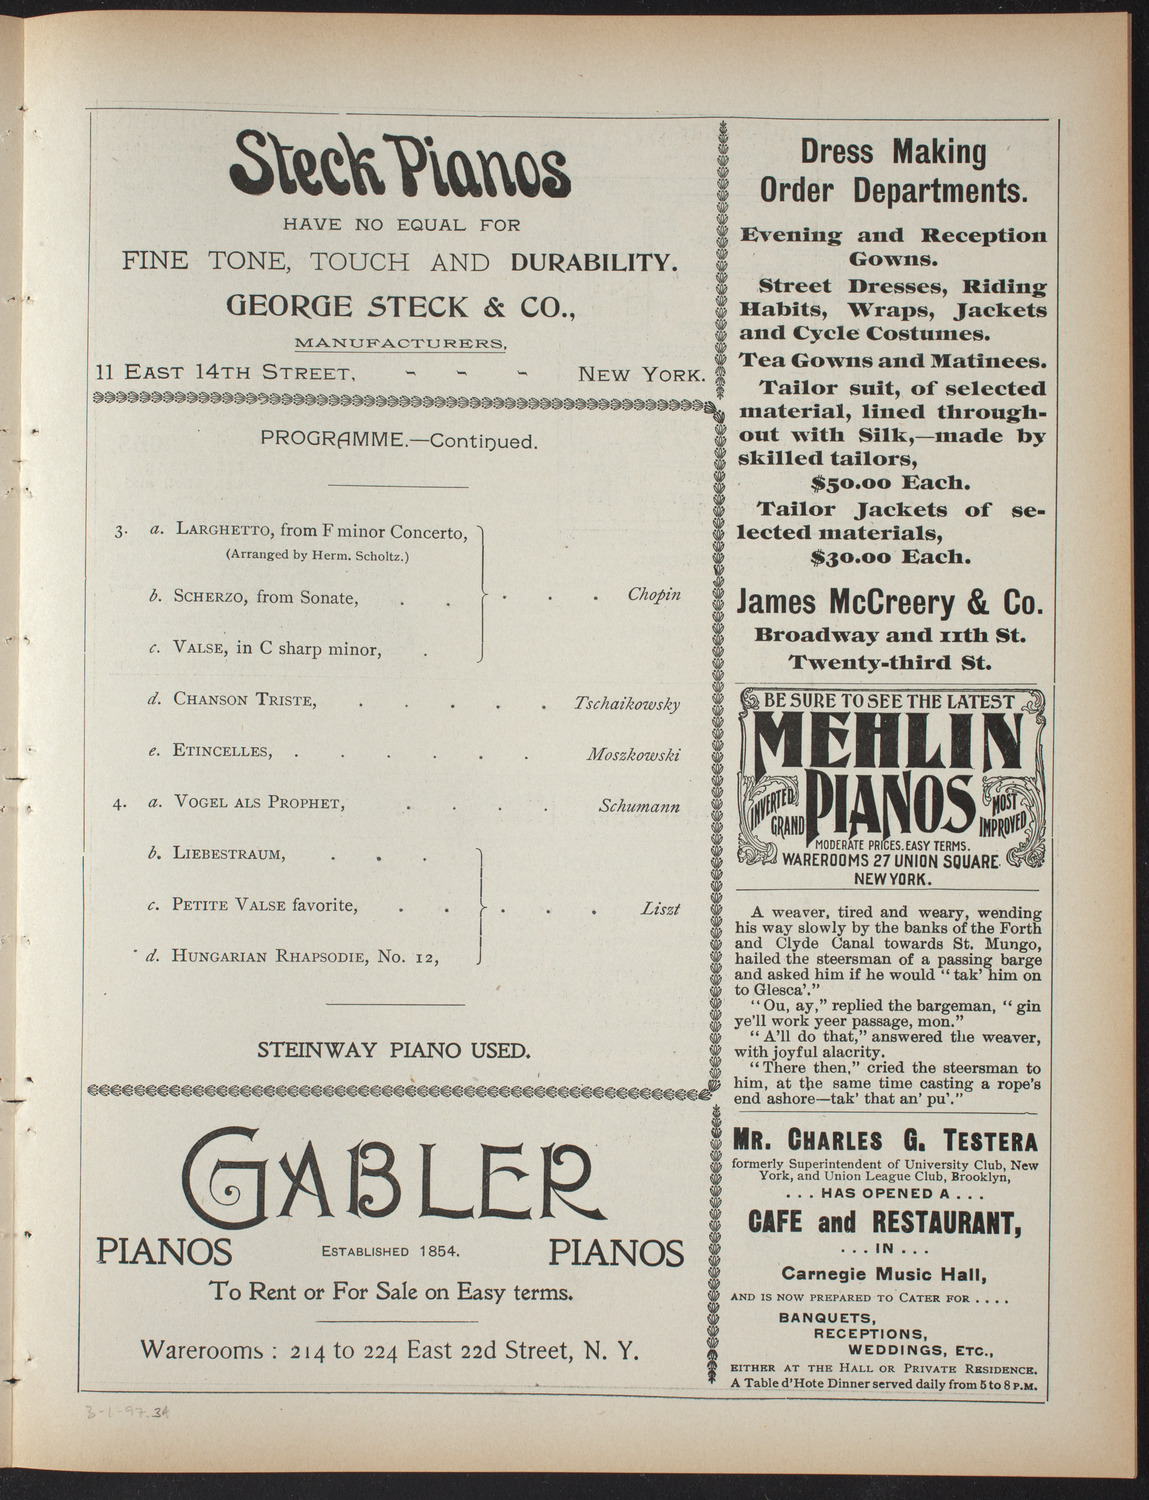 Steck Pianos
HAVE NO EQUAL FOR
FINE TONE, TOUCH AND DURABILITY.
GEORGE STECK & CO.,
MANUFACTURERS,
11 EAST 14TH STREET, - - - NEW YORK.
PROGRAMME.—Continued.
3. a. LARGHETTO, from F minor Concerto,
(Arranged by Herm. Scholtz.)
b. SCHERZO, from Sonate, . . . . . Chopin
c. VALSE, in C sharp minor, .
d. CHANSON TRISTE, . . . . . Tschaikowsky
e. ETINCELLES, . . . . . . Moszkowski
4. a. VOGEL ALS PROPHET, . . . . Schumann
b. LIEBESTRAUM, . . .
c. PETITE VALSE favorite, . . . . . Liszt
d. HUNGARIAN RHAPSODIE, No. 12,
STEINWAY PIANO USED.
GABLER
PIANOS ESTABLISHED 1854. PIANOS
To Rent or For Sale on Easy terms.
Warerooms : 214 to 224 East 22d Street, N. Y.
3-1-97.3A
Dress Making
Order Departments.
Evening and Reception
Gowns.
Street Dresses, Riding
Habits, Wraps, Jackets
and Cycle Costumes.
Tea Gowns and Matinees.
Tailor suit, of selected
material, lined through-
out with Silk,—made by
skilled tailors,
$50.00 Each.
Tailor Jackets of se-
lected materials,
$30.00 Each.
James McCreery & Co.
Broadway and 11th St.
Twenty-third St.
BE SURE TO SEE THE LATEST
MEHLIN
PIANOS
INVERTED GRAND
MOST IMPROVED
MODERATE PRICES. EASY TERMS.
WAREROOMS 27 UNION SQUARE.
NEW YORK.
A weaver, tired and weary, wending
his way slowly by the banks of the Forth
and Clyde Canal towards St. Mungo,
hailed the steersman of a passing barge
and asked him if he would "tak' him on
to Glesca'."
"Ou, ay," replied the bargeman, "gin
ye'll work yeer passage, mon."
"A'll do that," answered the weaver,
with joyful alacrity.
"There then," cried the steersman to
him, at the same time casting a rope's
end ashore—tak' that an' pu'."
MR. CHARLES G. TESTERA
formerly Superintendent of University Club, New
York, and Union League Club, Brooklyn,
. . . HAS OPENED A . . .
CAFE and RESTAURANT,
. . . IN . . .
Carnegie Music Hall,
AND IS NOW PREPARED TO CATER FOR . . . .
BANQUETS,
RECEPTIONS,
WEDDINGS, ETC.,
EITHER AT THE HALL OR PRIVATE RESIDENCE.
A Table d'Hote Dinner served daily from 5 to 8 P.M.